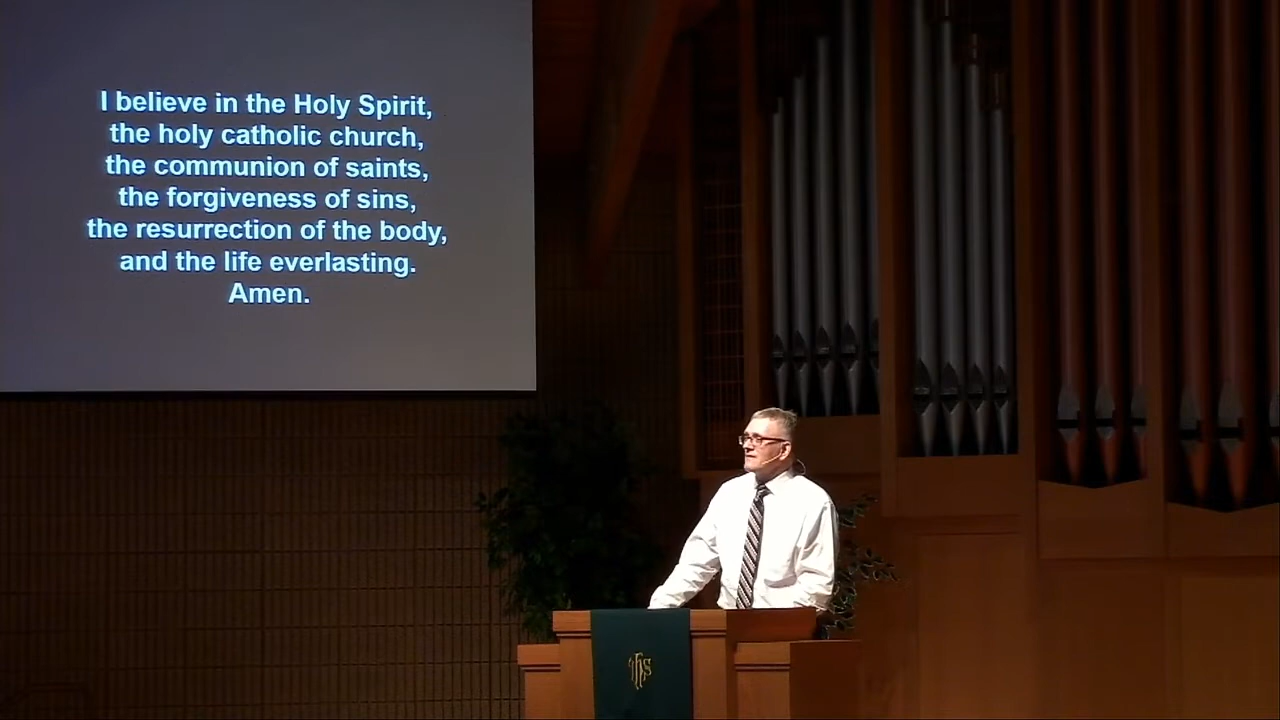 I believe in the Holy Spirit,
the holy catholic church,
the communion of saints,
the forgiveness of sins,
the resurrection of the body,
and the life everlasting.
Amen.
IHS